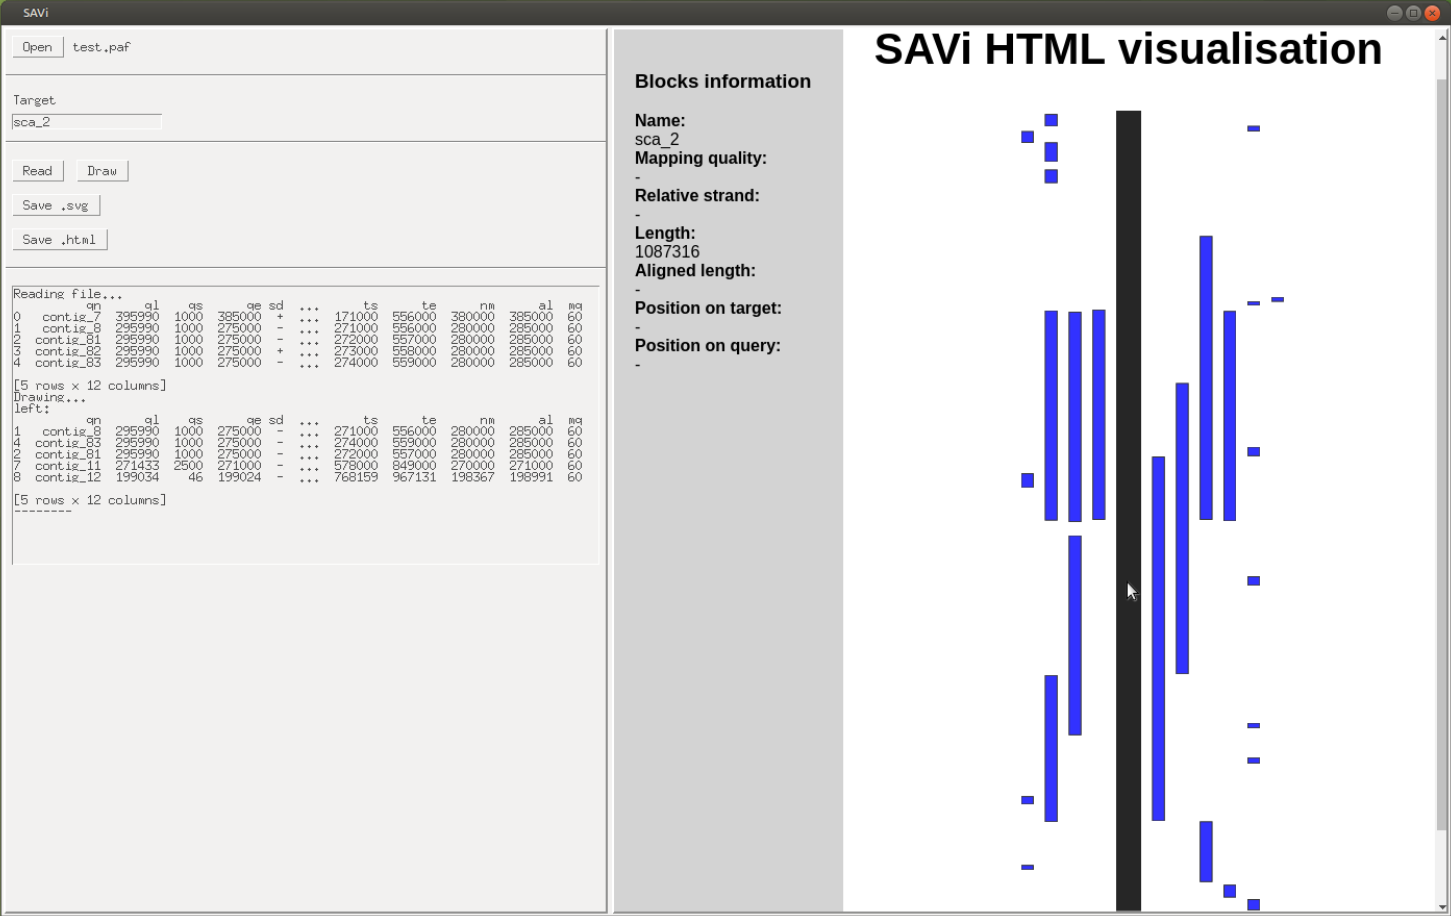 SAVi
Open test.paf
Target
sca_2
Read Draw
Save .svg
Save .html
Reading file...
qn ql qs qe sd ... ts te nm al mq
0 contig_7 395990 1000 385000 + ... 171000 556000 380000 385000 60
1 contig_8 295990 1000 275000 - ... 271000 556000 280000 285000 60
2 contig_81 295990 1000 275000 - ... 272000 557000 280000 285000 60
3 contig_82 295990 1000 275000 + ... 273000 558000 280000 285000 60
4 contig_83 295990 1000 275000 - ... 274000 559000 280000 285000 60
[5 rows x 12 columns]
Drawing...
left:
qn ql qs qe sd ... ts te nm al mq
1 contig_8 295990 1000 275000 - ... 271000 556000 280000 285000 60
4 contig_83 295990 1000 275000 - ... 274000 559000 280000 285000 60
2 contig_81 295990 1000 275000 - ... 272000 557000 280000 285000 60
7 contig_11 271433 2500 271000 - ... 578000 849000 270000 271000 60
8 contig_12 199034 46 199024 - ... 768159 967131 198367 198991 60
[5 rows x 12 columns]
--------
Blocks information
Name:
sca_2
Mapping quality:
-
Relative strand:
-
Length:
1087316
Aligned length:
-
Position on target:
-
Position on query:
-
SAVi HTML visualisation